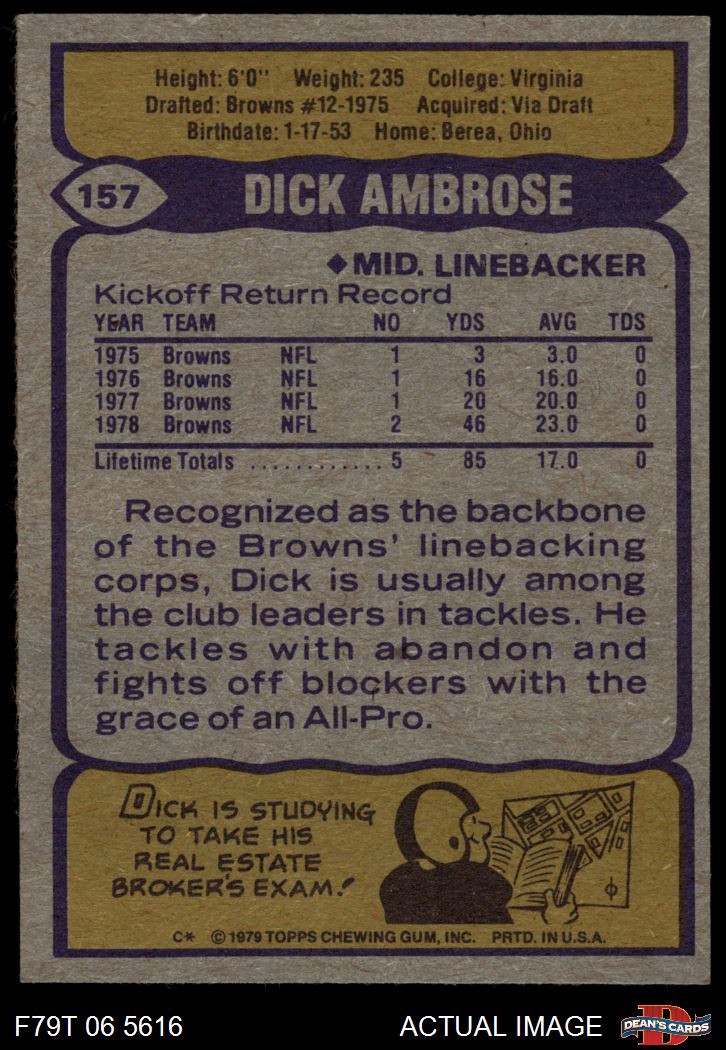 Height: 6'0" Weight: 235 College: Virginia
Drafted: Browns #12-1975 Acquired: Via Draft
Birthdate: 1-17-53 Home: Berea, Ohio
157 DICK AMBROSE
◆MID. LINEBACKER
Kickoff Return Record
YEAR TEAM NO YDS AVG TDS
1975 Browns NFL 1 3 3.0 0
1976 Browns NFL 1 16 16.0 0
1977 Browns NFL 1 20 20.0 0
1978 Browns NFL 2 46 23.0 0
Lifetime Totals ............ 5 85 17.0 0
Recognized as the backbone
of the Browns' linebacking
corps, Dick is usually among
the club leaders in tackles. He
tackles with abandon and
fights off blockers with the
grace of an All-Pro.
DICK IS STUDYING
TO TAKE HIS
REAL ESTATE
BROKER'S EXAM!
C* © 1979 TOPPS CHEWING GUM, INC. PRTD. IN U.S.A.
F79T 06 5616 ACTUAL IMAGE D DEAN'S CARDS